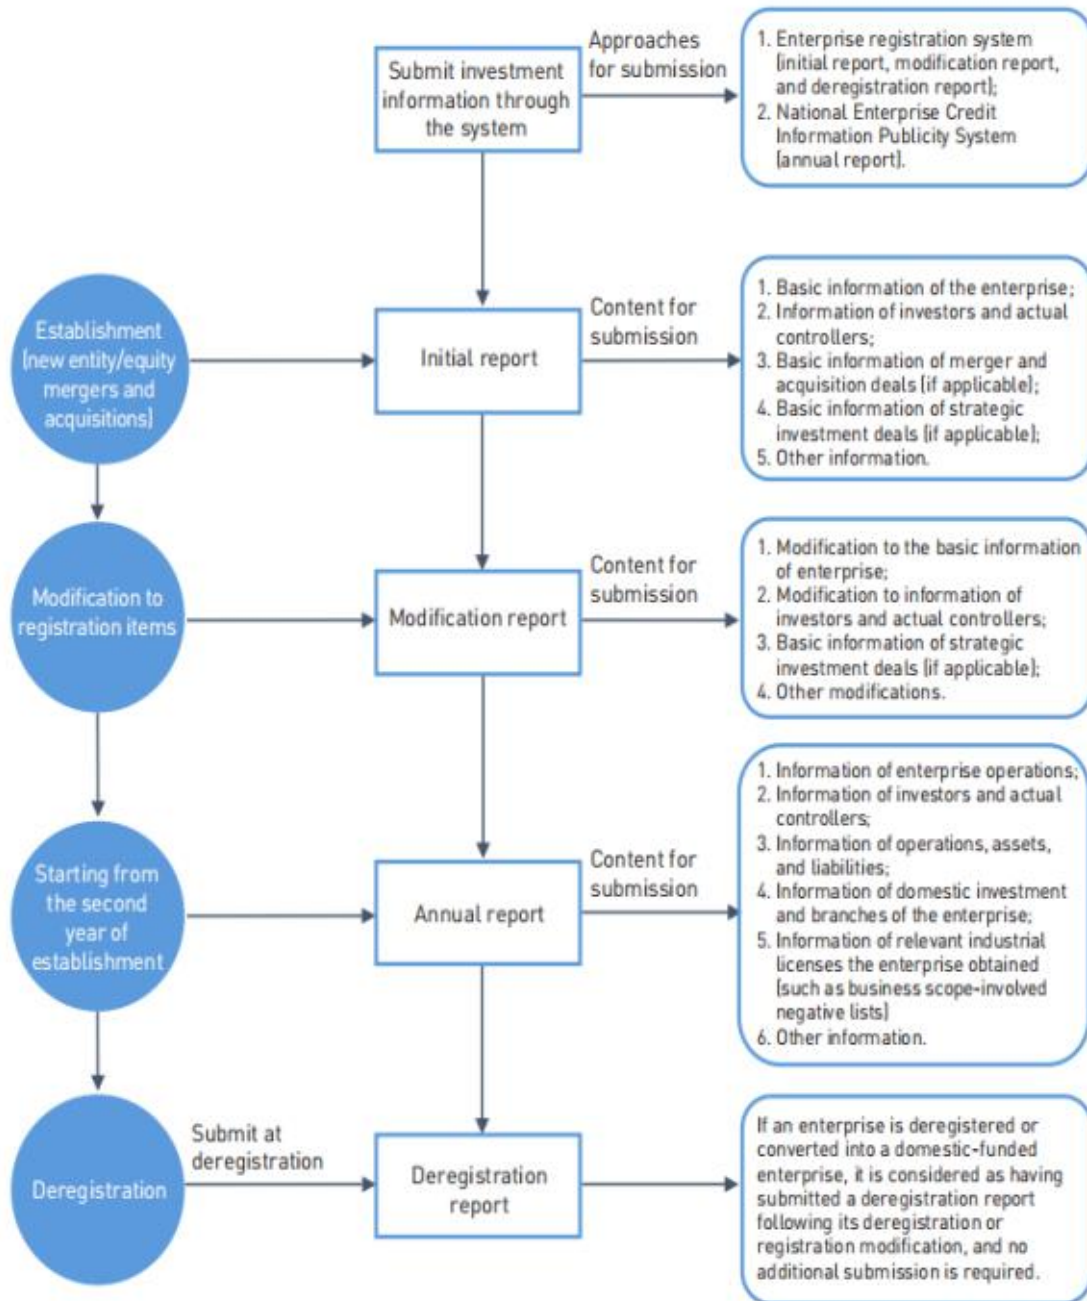 Submit investment
information through
the system
Approaches
for submission
1. Enterprise registration system
(initial report, modification report,
and deregistration report);
2. National Enterprise Credit
Information Publicity System
(annual report).
Establishment
(new entity/equity
mergers and
acquisitions)
Initial report
Content for
submission
1. Basic information of the enterprise;
2. Information of investors and actual
controllers;
3. Basic information of merger and
acquisition deals (if applicable);
4. Basic information of strategic
investment deals (if applicable);
5. Other information.
Modification to
registration items
Modification report
Content for
submission
1. Modification to the basic information
of enterprise;
2. Modification to information of
investors and actual controllers;
3. Basic information of strategic
investment deals (if applicable);
4. Other modifications.
Starting from
the second
year of
establishment
Annual report
Content for
submission
1. Information of enterprise operations;
2. Information of investors and actual
controllers;
3. Information of operations, assets,
and liabilities;
4. Information of domestic investment
and branches of the enterprise;
5. Information of relevant industrial
licenses the enterprise obtained
(such as business scope-involved
negative lists)
6. Other information.
Deregistration
Submit at
deregistration
Deregistration
report
If an enterprise is deregistered or
converted into a domestic-funded
enterprise, it is considered as having
submitted a deregistration report
following its deregistration or
registration modification, and no
additional submission is required.